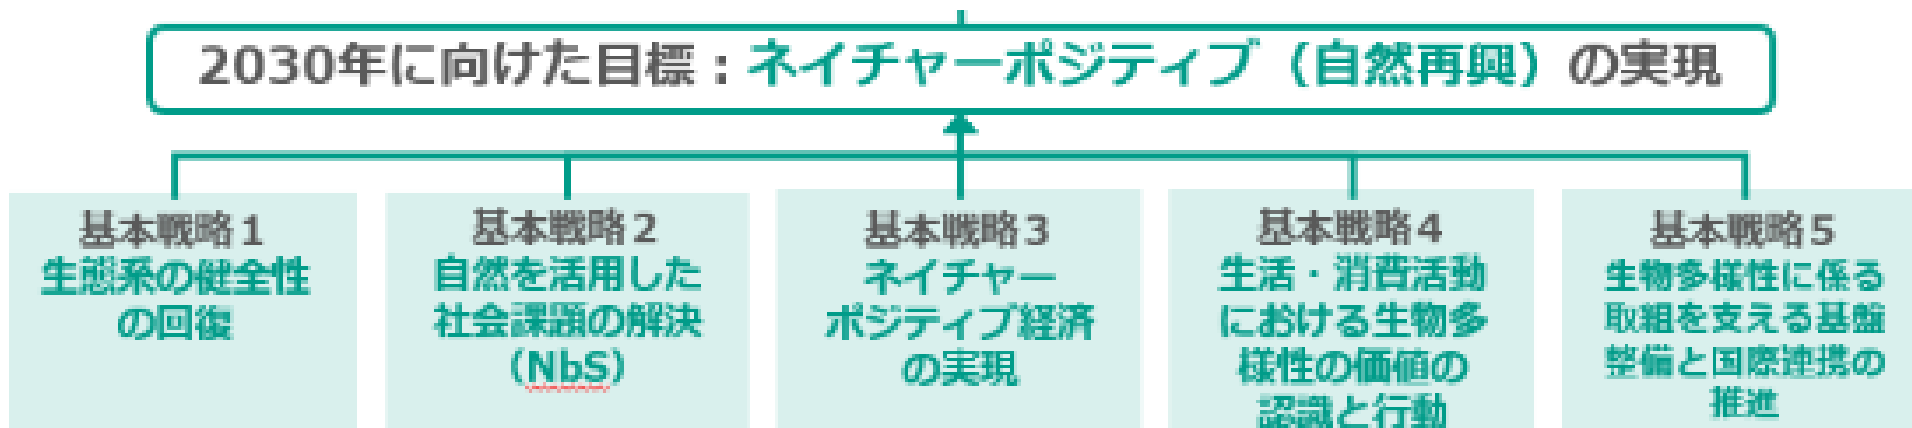 2030年に向けた目標：ネイチャーポジティブ（自然再興）の実現
基本戦略１
生態系の健全性
の回復
基本戦略２
自然を活用した
社会課題の解決
（NbS）
基本戦略３
ネイチャー
ポジティブ経済
の実現
基本戦略４
生活・消費活動
における生物多
様性の価値の
認識と行動
基本戦略５
生物多様性に係る
取組を支える基盤
整備と国際連携の
推進